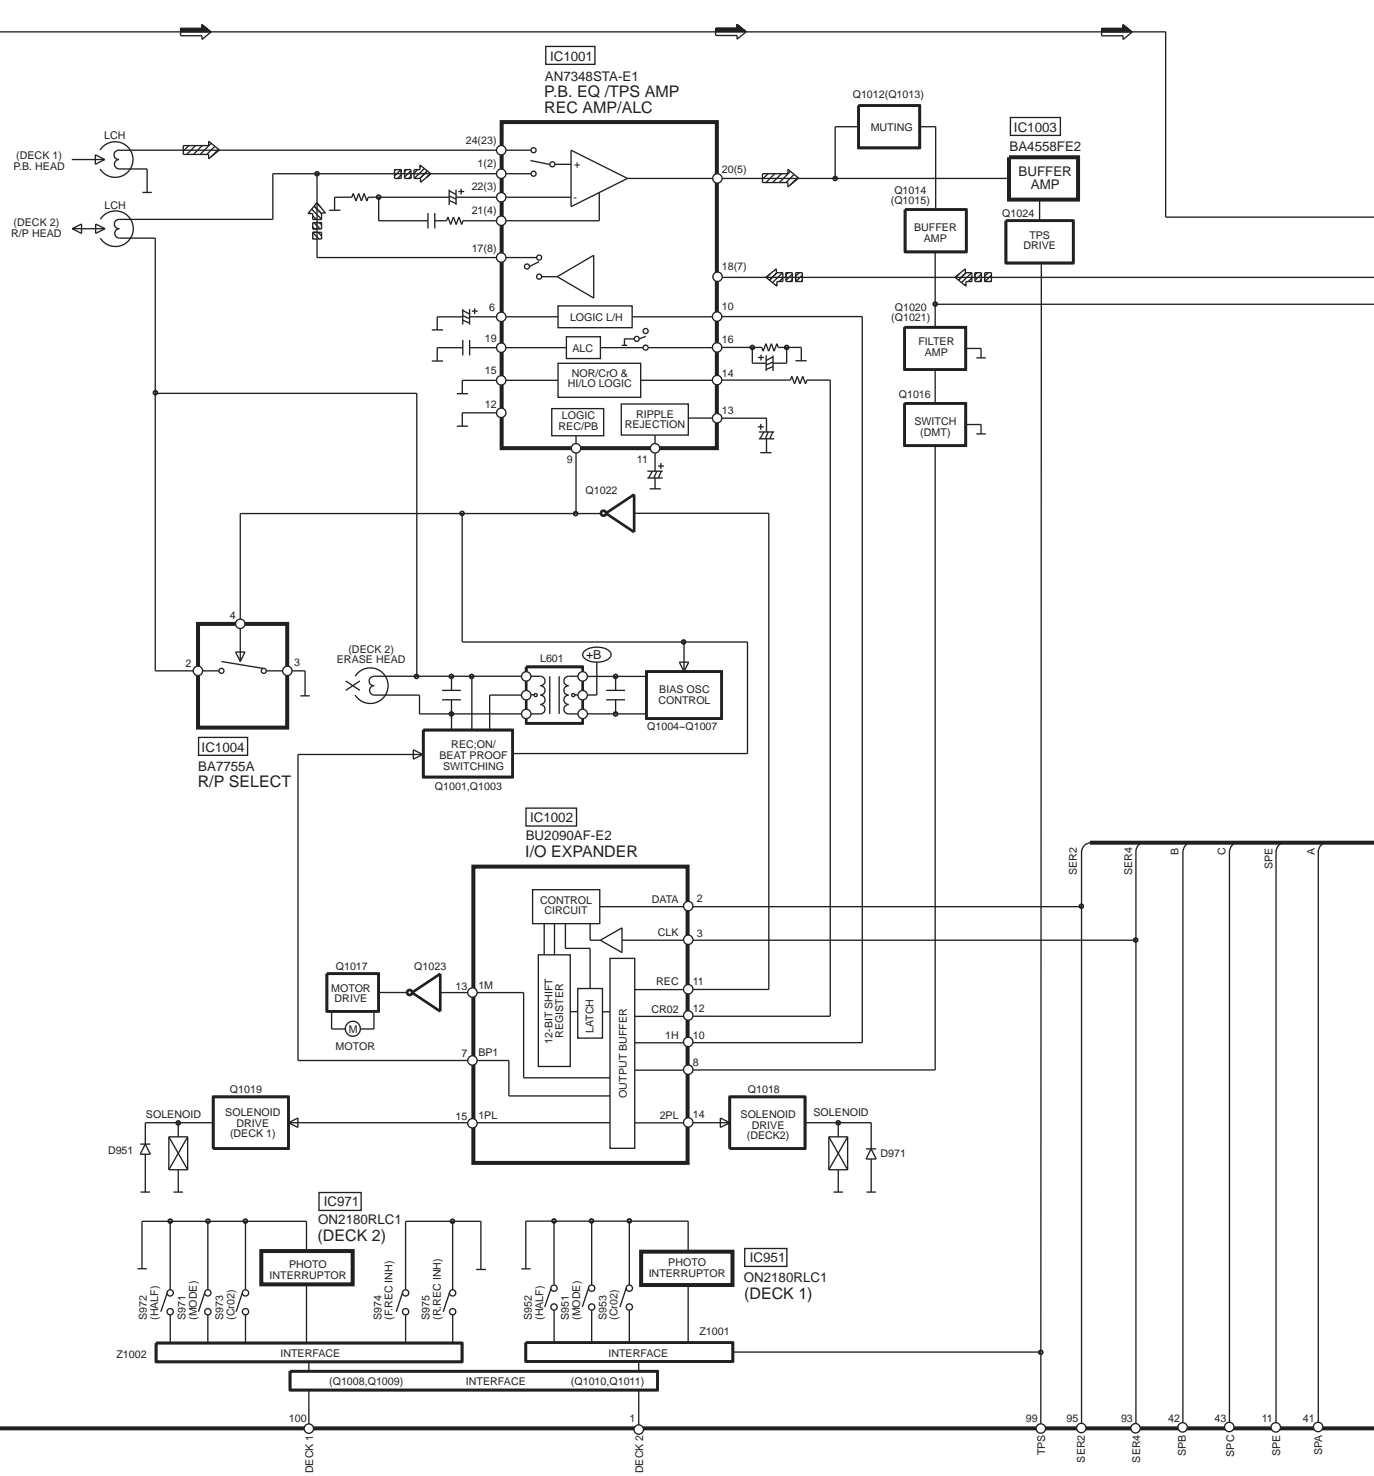 IC1001
AN7348STA-E1
P.B. EQ /TPS AMP
REC AMP/ALC
Q1012(Q1013)
MUTING
IC1003
BA4558FE2
BUFFER
AMP
LCH
(DECK 1)
P.B. HEAD
24(23)
1(2)
22(3)
21(4)
17(8)
+
-
20(5)
18(7)
Q1014
(Q1015)
BUFFER
AMP
Q1024
TPS
DRIVE
LCH
(DECK 2)
R/P HEAD
+
6
LOGIC L/H
10
+
19
ALC
16
+
15
NOR/CrO &
HI/LO LOGIC
14
12
LOGIC
REC/PB
RIPPLE
REJECTION
13
+
9
11
+
Q1020
(Q1021)
FILTER
AMP
Q1016
SWITCH
(DMT)
Q1022
4
2
3
IC1004
BA7755A
R/P SELECT
(DECK 2)
ERASE HEAD
L601
+B
BIAS OSC
CONTROL
Q1004~Q1007
REC;ON/
BEAT PROOF
SWITCHING
Q1001,Q1003
IC1002
BU2090AF-E2
I/O EXPANDER
CONTROL
CIRCUIT
DATA
2
CLK
3
12-BIT SHIFT
REGISTER
LATCH
OUTPUT BUFFER
REC
11
CR02
12
1H
10
8
2PL
14
13
1M
7
BP1
15
1PL
Q1017
MOTOR
DRIVE
M
MOTOR
Q1023
Q1019
SOLENOID
DRIVE
(DECK 1)
SOLENOID
D951
Q1018
SOLENOID
DRIVE
(DECK2)
SOLENOID
D971
SER2
SER4
B
C
SPE
A
IC971
ON2180RLC1
(DECK 2)
PHOTO
INTERRUPTOR
S972
(HALF)
S971
(MODE)
S973
(Cr02)
S974
(F.REC INH)
S975
(R.REC INH)
Z1002
INTERFACE
IC951
ON2180RLC1
(DECK 1)
PHOTO
INTERRUPTOR
S952
(HALF)
S951
(MODE)
S953
(Cr02)
Z1001
INTERFACE
(Q1008,Q1009)
INTERFACE
(Q1010,Q1011)
100
DECK 1
1
DECK 2
99
TPS
95
SER2
93
SER4
42
SPB
43
SPC
11
SPE
41
SPA